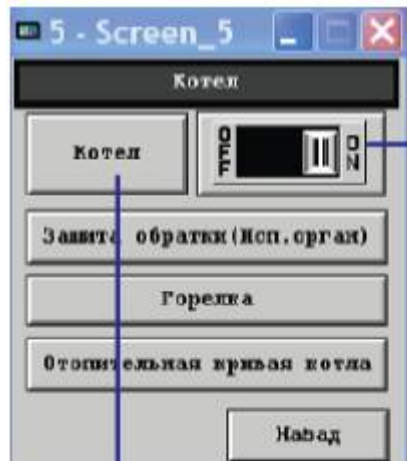 5 - Screen_5
Котел
Котел OFF ON
Защита обратки(Исп.орган)
Горелка
Отопительная кривая котла
Назад